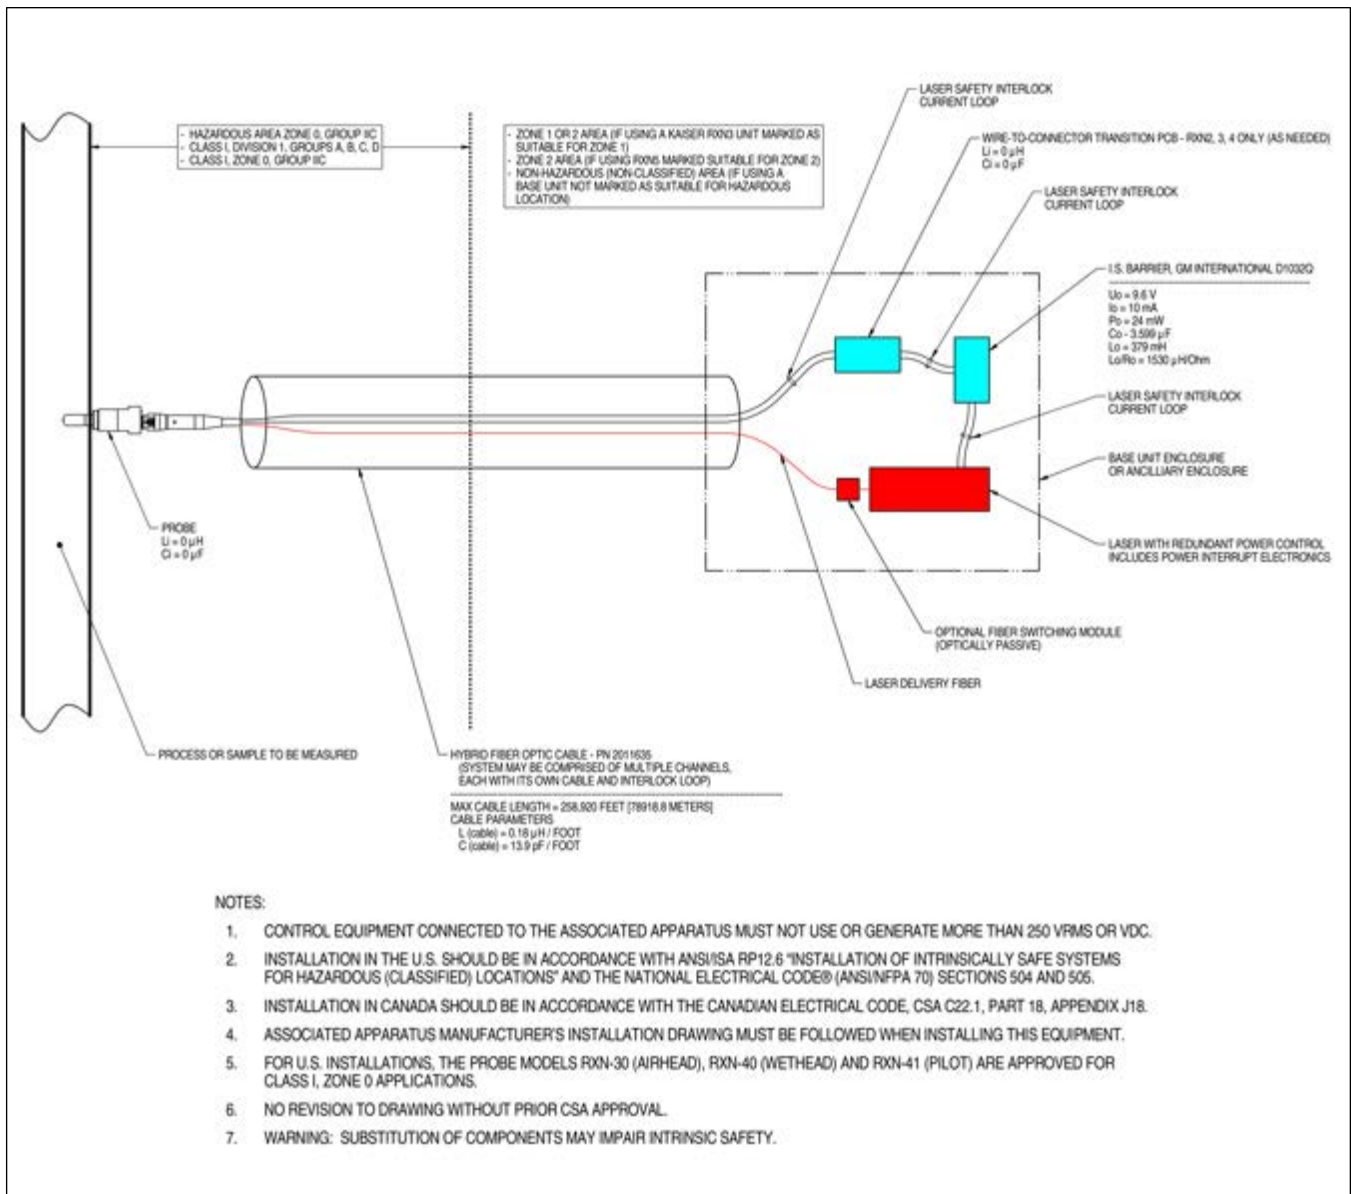 LASER SAFETY INTERLOCK
CURRENT LOOP
- HAZARDOUS AREA ZONE 0, GROUP IIC
- CLASS I, DIVISION 1, GROUPS A, B, C, D
- CLASS I, ZONE 0, GROUP IIC
- ZONE 1 OR 2 AREA (IF USING A KAISER RXN3 UNIT MARKED AS
SUITABLE FOR ZONE 1)
- ZONE 2 AREA (IF USING RXN5 MARKED SUITABLE FOR ZONE 2)
- NON-HAZARDOUS (NON-CLASSIFIED) AREA (IF USING A
BASE UNIT NOT MARKED AS SUITABLE FOR HAZARDOUS
LOCATION)
WIRE-TO-CONNECTOR TRANSITION PCB - RXN2, 3, 4 ONLY (AS NEEDED)
Li = 0 µH
Ci = 0 µF
LASER SAFETY INTERLOCK
CURRENT LOOP
I.S. BARRIER, GM INTERNATIONAL D1032Q
Uo = 9.6 V
Io = 10 mA
Po = 24 mW
Co - 3.599 µF
Lo = 379 mH
Lo/Ro = 1530 µH/Ohm
LASER SAFETY INTERLOCK
CURRENT LOOP
BASE UNIT ENCLOSURE
OR ANCILLIARY ENCLOSURE
PROBE
Li = 0 µH
Ci = 0 µF
LASER WITH REDUNDANT POWER CONTROL
INCLUDES POWER INTERRUPT ELECTRONICS
OPTIONAL FIBER SWITCHING MODULE
(OPTICALLY PASSIVE)
LASER DELIVERY FIBER
PROCESS OR SAMPLE TO BE MEASURED
HYBRID FIBER OPTIC CABLE - PN 2011635
(SYSTEM MAY BE COMPRISED OF MULTIPLE CHANNELS,
EACH WITH ITS OWN CABLE AND INTERLOCK LOOP)
MAX CABLE LENGTH = 258,920 FEET [78918.8 METERS]
CABLE PARAMETERS
L (cable) = 0.18 µH / FOOT
C (cable) = 13.9 pF / FOOT
NOTES:
1. CONTROL EQUIPMENT CONNECTED TO THE ASSOCIATED APPARATUS MUST NOT USE OR GENERATE MORE THAN 250 VRMS OR VDC.
2. INSTALLATION IN THE U.S. SHOULD BE IN ACCORDANCE WITH ANSI/ISA RP12.6 "INSTALLATION OF INTRINSICALLY SAFE SYSTEMS
FOR HAZARDOUS (CLASSIFIED) LOCATIONS" AND THE NATIONAL ELECTRICAL CODE® (ANSI/NFPA 70) SECTIONS 504 AND 505.
3. INSTALLATION IN CANADA SHOULD BE IN ACCORDANCE WITH THE CANADIAN ELECTRICAL CODE, CSA C22.1, PART 18, APPENDIX J18.
4. ASSOCIATED APPARATUS MANUFACTURER'S INSTALLATION DRAWING MUST BE FOLLOWED WHEN INSTALLING THIS EQUIPMENT.
5. FOR U.S. INSTALLATIONS, THE PROBE MODELS RXN-30 (AIRHEAD), RXN-40 (WETHEAD) AND RXN-41 (PILOT) ARE APPROVED FOR
CLASS I, ZONE 0 APPLICATIONS.
6. NO REVISION TO DRAWING WITHOUT PRIOR CSA APPROVAL.
7. WARNING: SUBSTITUTION OF COMPONENTS MAY IMPAIR INTRINSIC SAFETY.